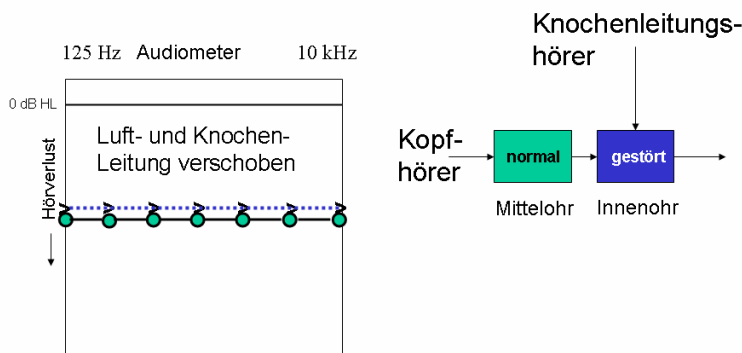 125 Hz Audiometer 10 kHz
0 dB HL
Luft- und Knochen-
Leitung verschoben
Hörverlust
Knochenleitungs-
hörer
Kopf-
hörer
normal
gestört
Mittelohr
Innenohr